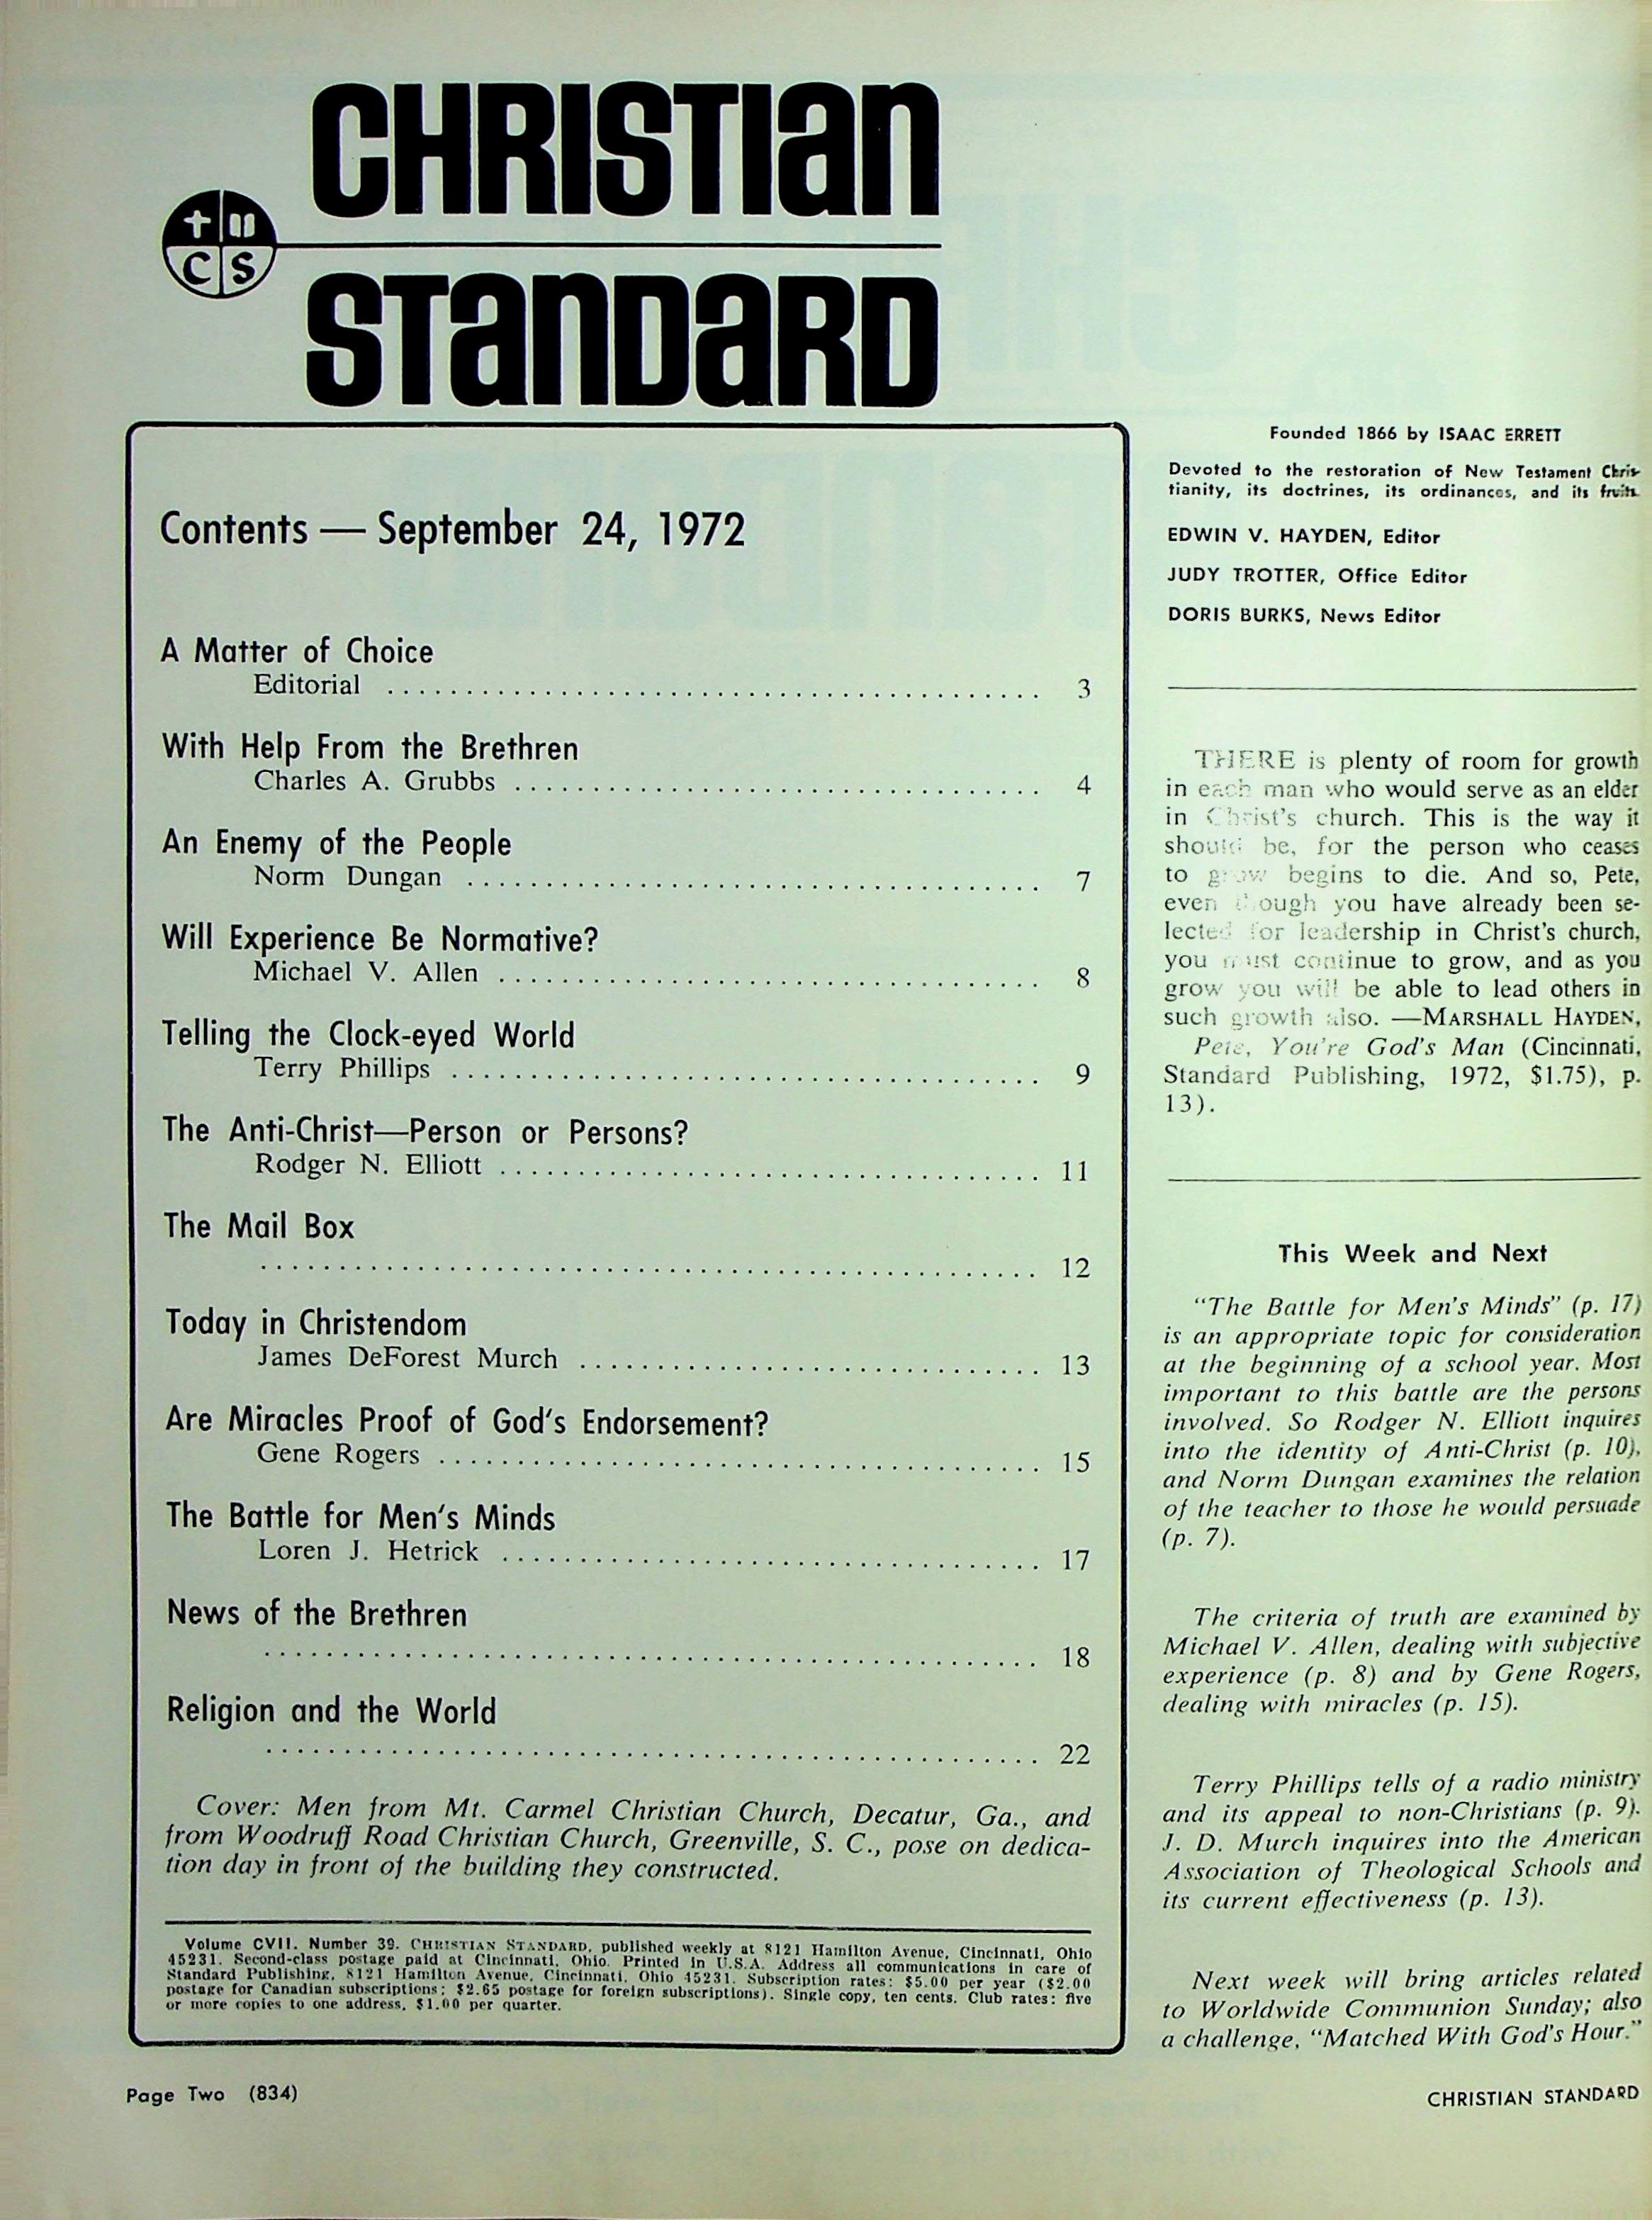 CHRISTIAN
C S
STANDARD
Contents — September 24, 1972
A Matter of Choice
Editorial ........................................ 3
With Help From the Brethren
Charles A. Grubbs ........................................ 4
An Enemy of the People
Norm Dungan ........................................ 7
Will Experience Be Normative?
Michael V. Allen ........................................ 8
Telling the Clock-eyed World
Terry Phillips ........................................ 9
The Anti-Christ—Person or Persons?
Rodger N. Elliott ........................................ 11
The Mail Box
........................................ 12
Today in Christendom
James DeForest Murch ........................................ 13
Are Miracles Proof of God's Endorsement?
Gene Rogers ........................................ 15
The Battle for Men's Minds
Loren J. Hetrick ........................................ 17
News of the Brethren
........................................ 18
Religion and the World
........................................ 22
Cover: Men from Mt. Carmel Christian Church, Decatur, Ga., and
from Woodruff Road Christian Church, Greenville, S. C., pose on dedica-
tion day in front of the building they constructed.
Volume CVII. Number 39. CHRISTIAN STANDARD, published weekly at 8121 Hamilton Avenue, Cincinnati, Ohio
45231. Second-class postage paid at Cincinnati, Ohio. Printed in U.S.A. Address all communications in care of
Standard Publishing, 8121 Hamilton Avenue, Cincinnati, Ohio 45231. Subscription rates: $5.00 per year ($2.00
postage for Canadian subscriptions; $2.65 postage for foreign subscriptions). Single copy, ten cents. Club rates: five
or more copies to one address, $1.00 per quarter.
Founded 1866 by ISAAC ERRETT
Devoted to the restoration of New Testament Chris-
tianity, its doctrines, its ordinances, and its fruits.
EDWIN V. HAYDEN, Editor
JUDY TROTTER, Office Editor
DORIS BURKS, News Editor
THERE is plenty of room for growth
in each man who would serve as an elder
in Christ's church. This is the way it
should be, for the person who ceases
to grow begins to die. And so, Pete,
even though you have already been se-
lected for leadership in Christ's church,
you must continue to grow, and as you
grow you will be able to lead others in
such growth also. —MARSHALL HAYDEN,
Pete, You're God's Man (Cincinnati,
Standard Publishing, 1972, $1.75), p.
13).
This Week and Next
"The Battle for Men's Minds" (p. 17)
is an appropriate topic for consideration
at the beginning of a school year. Most
important to this battle are the persons
involved. So Rodger N. Elliott inquires
into the identity of Anti-Christ (p. 10),
and Norm Dungan examines the relation
of the teacher to those he would persuade
(p. 7).
The criteria of truth are examined by
Michael V. Allen, dealing with subjective
experience (p. 8) and by Gene Rogers,
dealing with miracles (p. 15).
Terry Phillips tells of a radio ministry
and its appeal to non-Christians (p. 9).
J. D. Murch inquires into the American
Association of Theological Schools and
its current effectiveness (p. 13).
Next week will bring articles related
to Worldwide Communion Sunday; also
a challenge, "Matched With God's Hour."
Page Two (834)
CHRISTIAN STANDARD